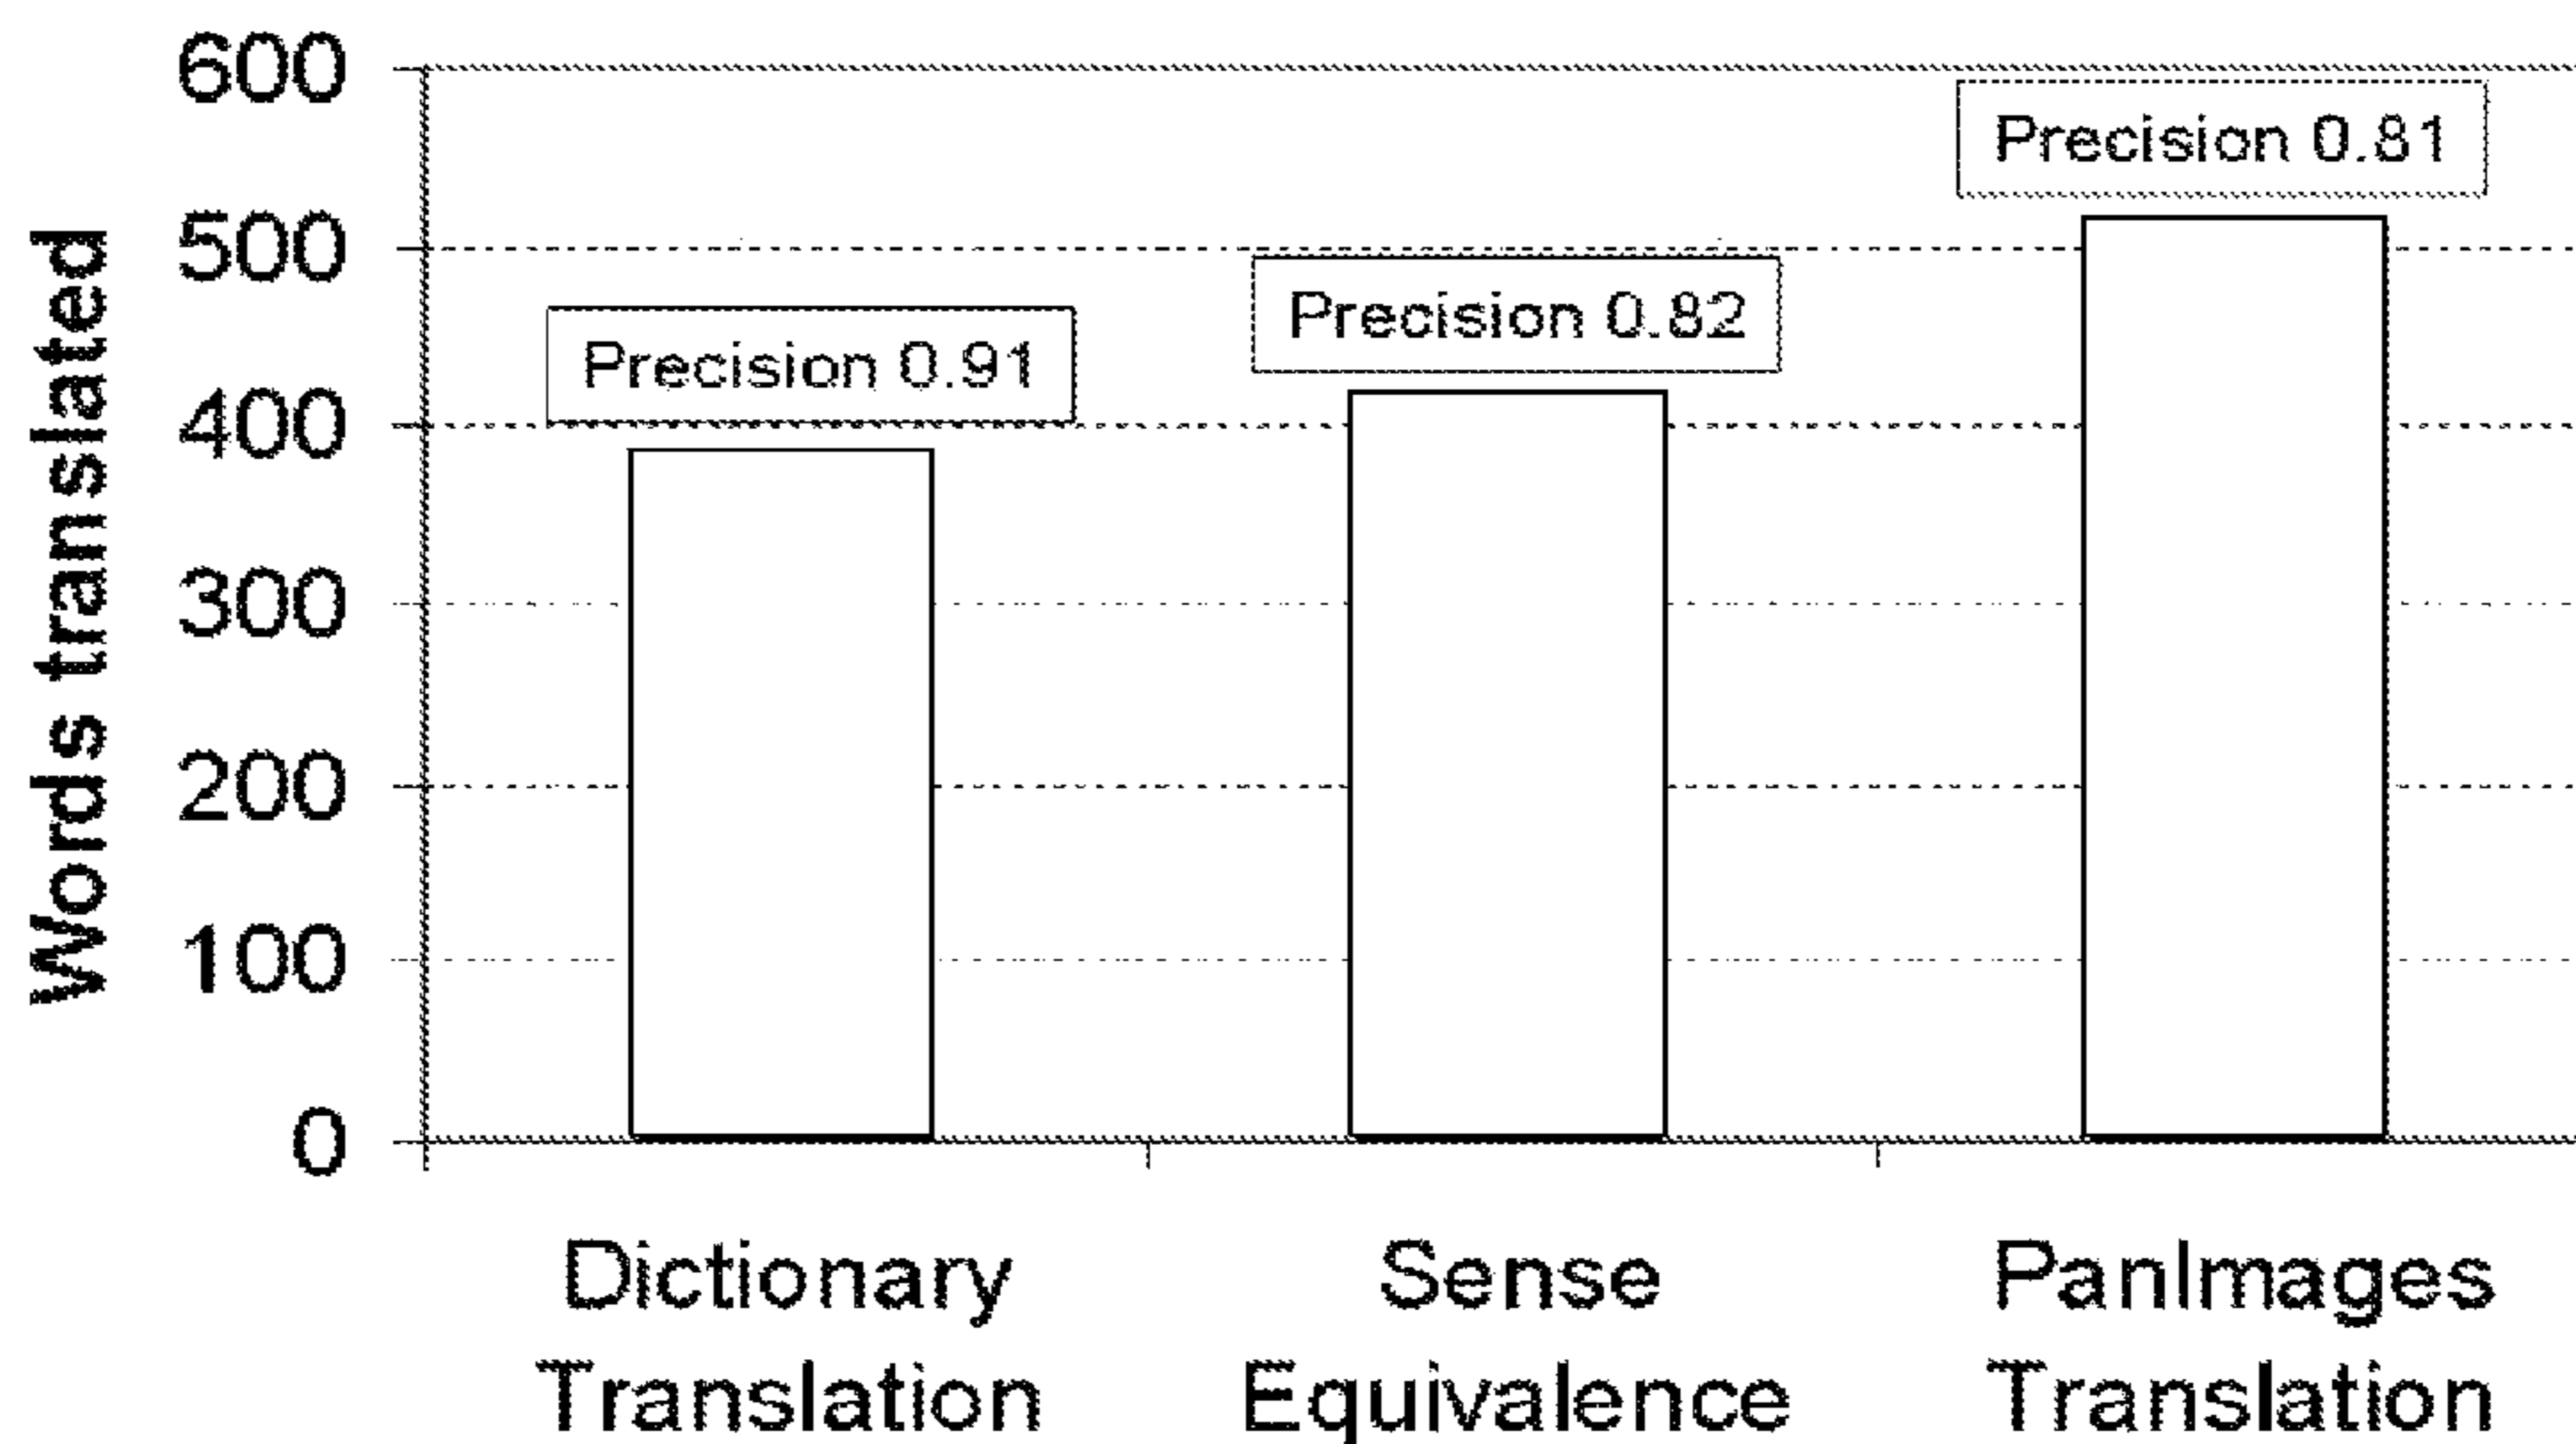 Words translated
600
500
400
300
200
100
0
Precision 0.91
Precision 0.82
Precision 0.81
Dictionary
Translation
Sense
Equivalence
PanImages
Translation